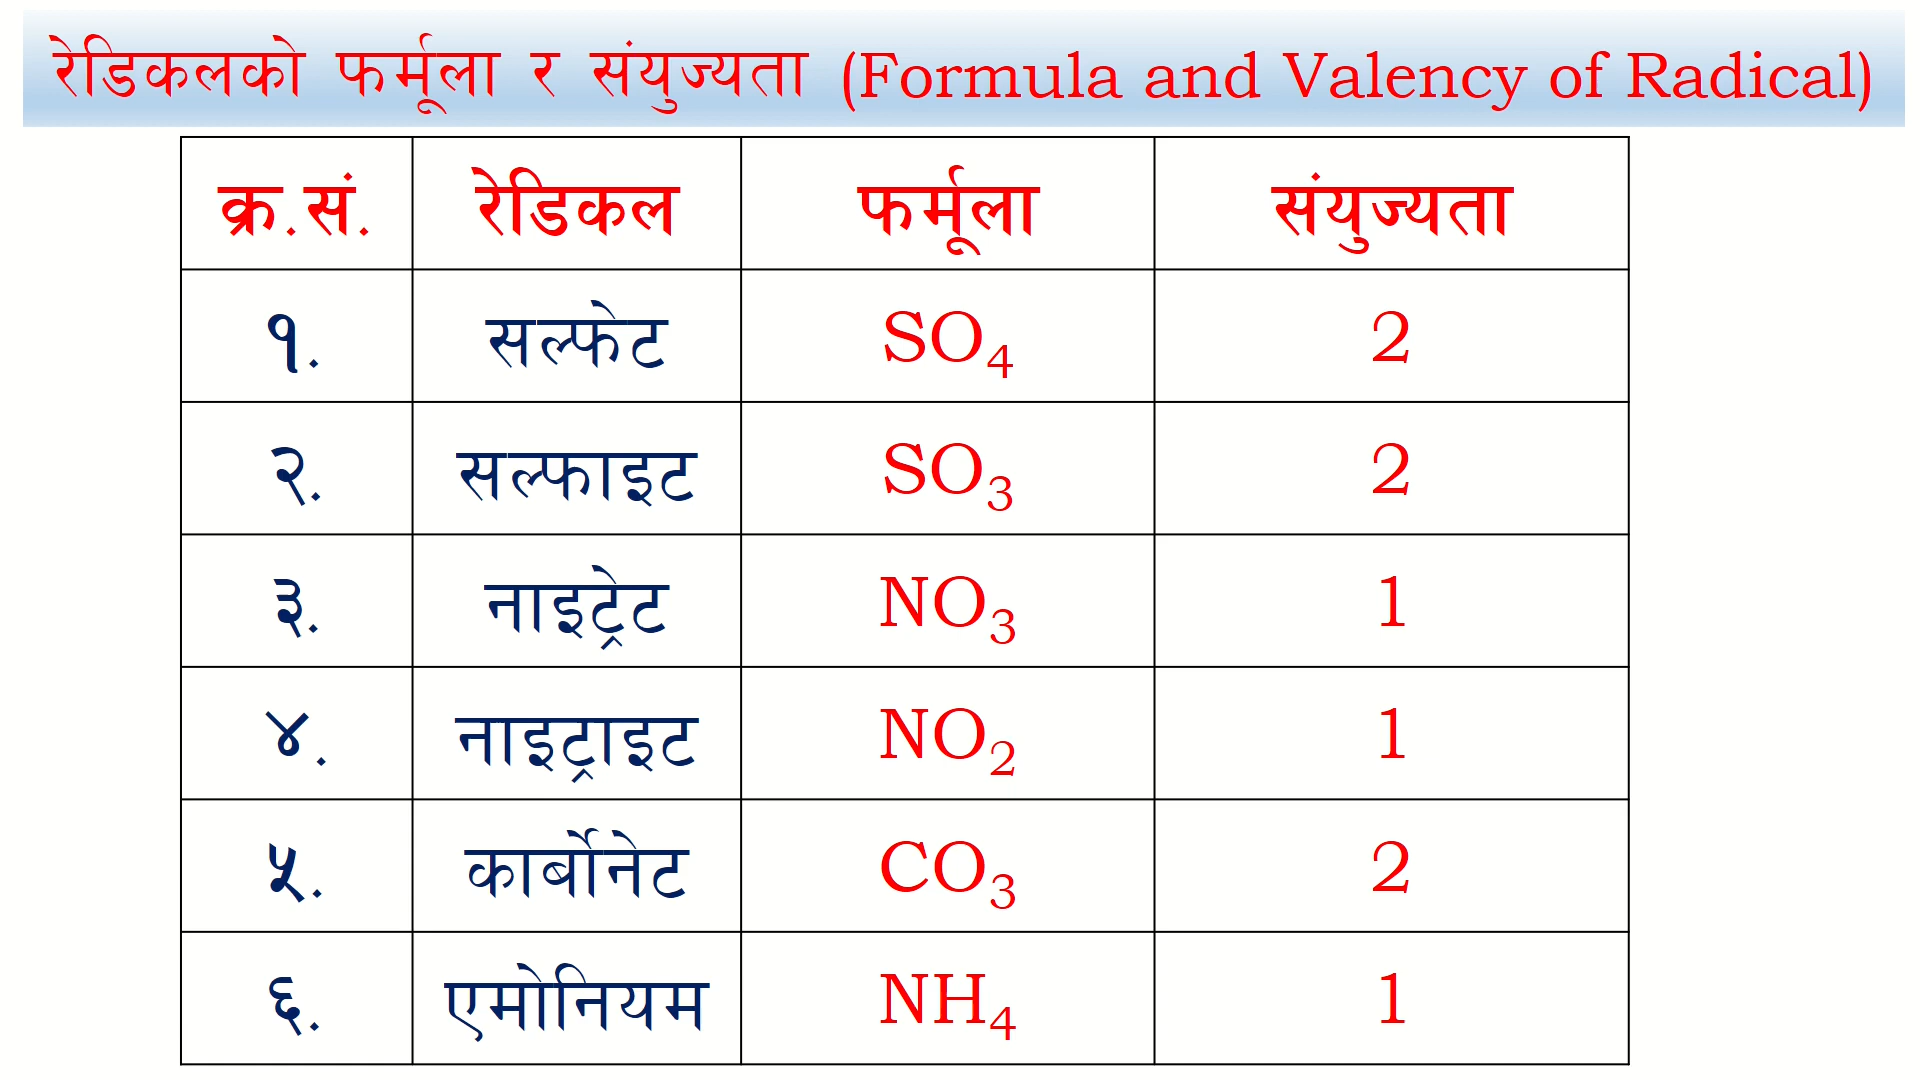 रेडिकलको फर्मूला र संयुज्यता (Formula and Valency of Radical)
क्र.सं. रेडिकल फर्मूला संयुज्यता
१. सल्फेट SO₄ 2
२. सल्फाइट SO₃ 2
३. नाइट्रेट NO₃ 1
४. नाइट्राइट NO₂ 1
५. कार्बोनेट CO₃ 2
६. एमोनियम NH₄ 1